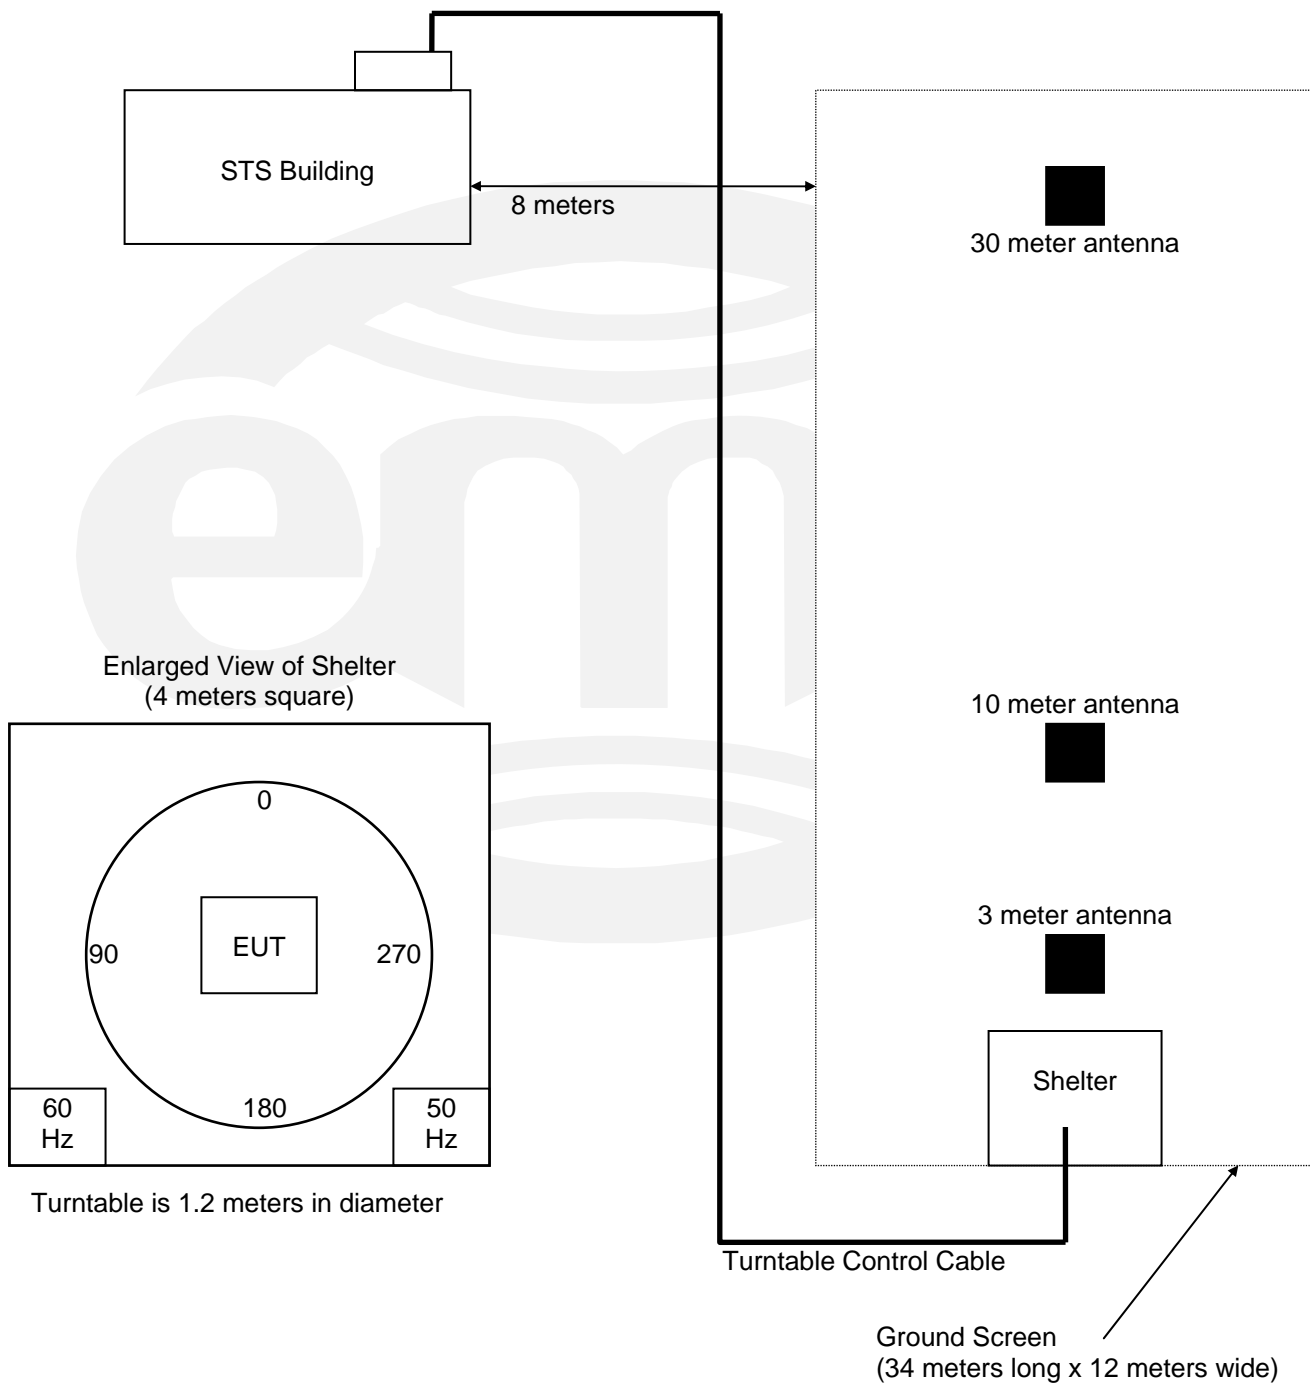 STS Building
8 meters
30 meter antenna
em
Enlarged View of Shelter
(4 meters square)
10 meter antenna
0
3 meter antenna
90
EUT
270
Shelter
60
Hz
180
50
Hz
Turntable is 1.2 meters in diameter
Turntable Control Cable
Ground Screen
(34 meters long x 12 meters wide)